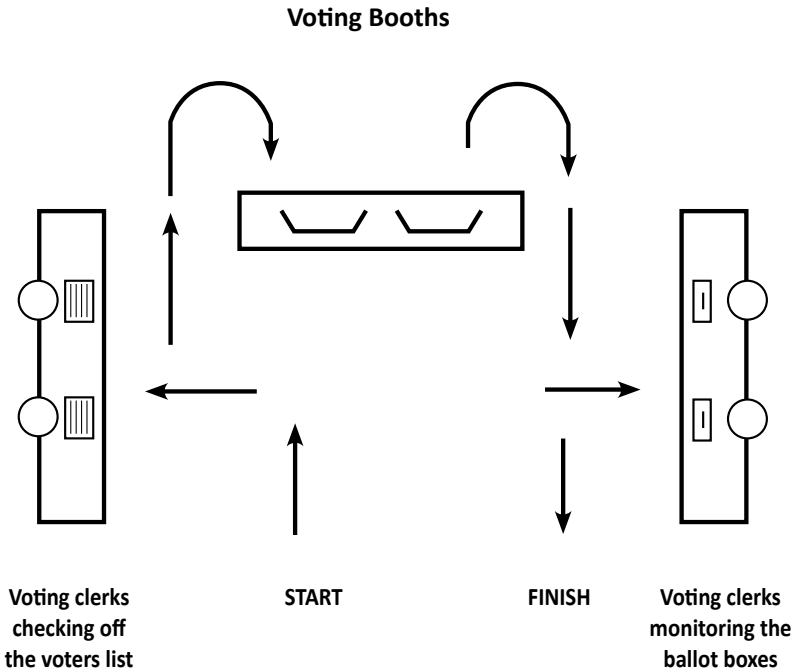 Voting Booths
Voting clerks
checking off
the voters list
START
FINISH
Voting clerks
monitoring the
ballot boxes